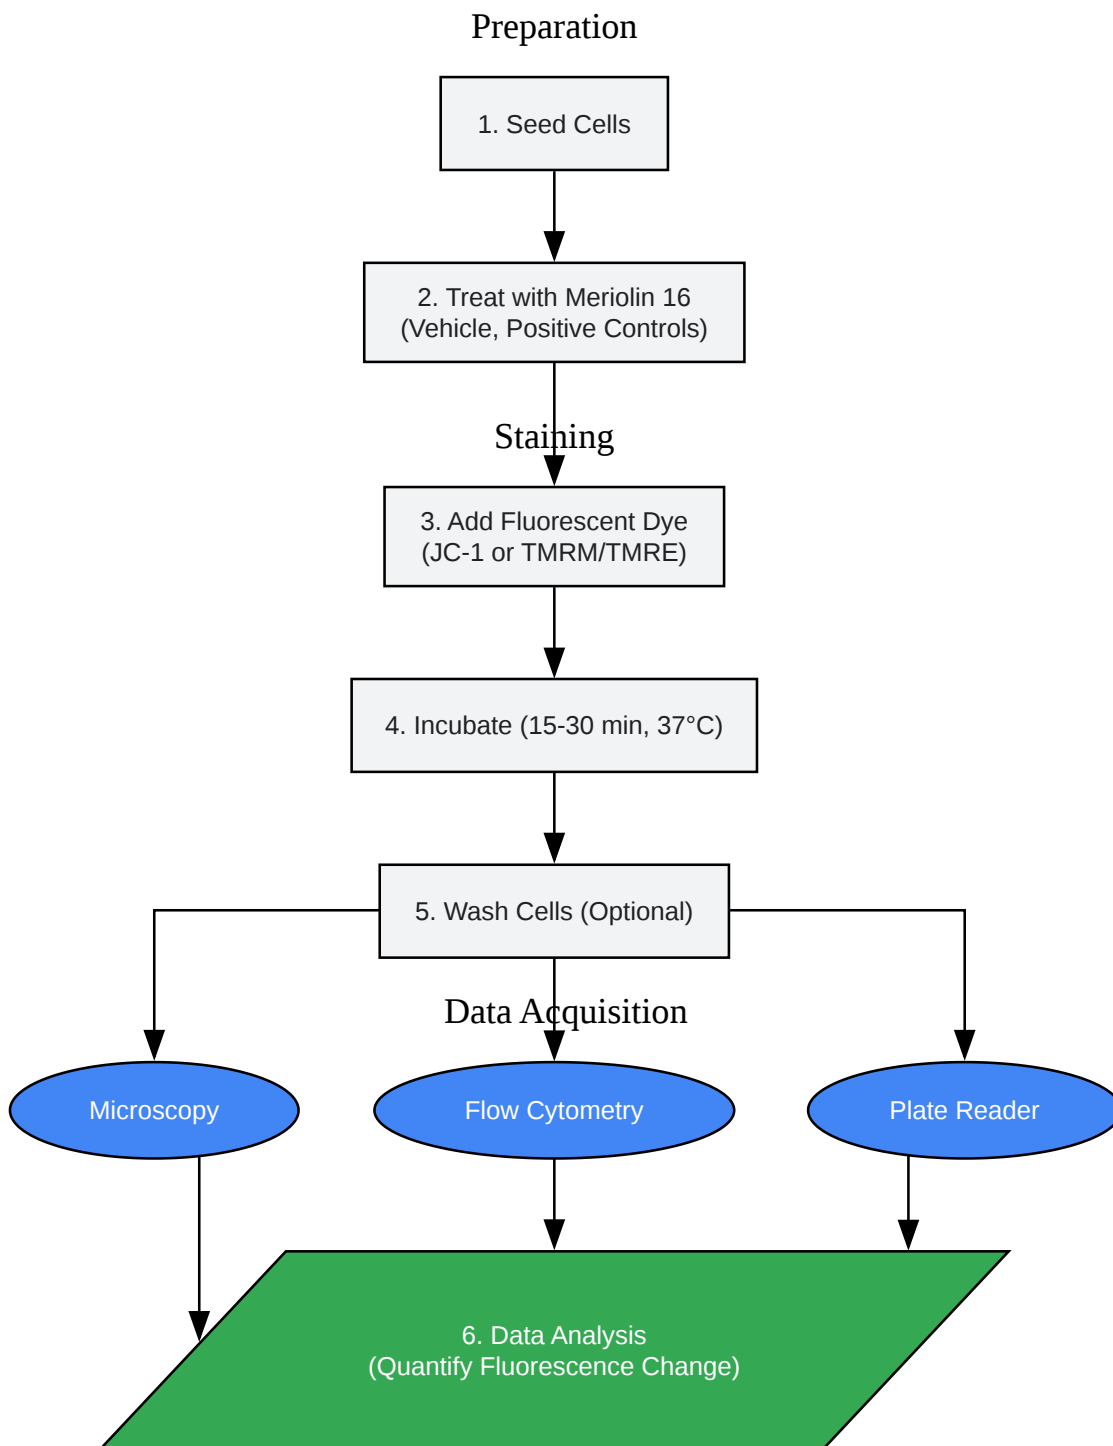 Preparation
1. Seed Cells
2. Treat with Meriolin 16
(Vehicle, Positive Controls)
Staining
3. Add Fluorescent Dye
(JC-1 or TMRM/TMRE)
4. Incubate (15-30 min, 37°C)
5. Wash Cells (Optional)
Data Acquisition
Microscopy
Flow Cytometry
Plate Reader
6. Data Analysis
(Quantify Fluorescence Change)